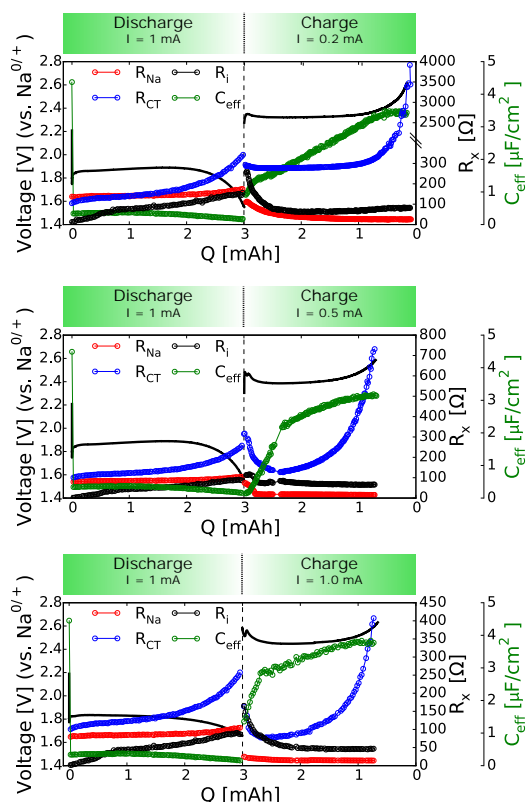 Discharge Charge
I = 1 mA I = 0.2 mA
Voltage [V] (vs. Na0/+)
2.8
2.6
2.4
2.2
2.0
1.8
1.6
1.4
R_Na R_i
R_CT C_eff
4000
3500
3000
2500
300
200
100
0
R_x [Ω]
5
4
3
2
1
0
C_eff [μF/cm²]
0 1 2 3 2 1 0
Q [mAh]
Discharge Charge
I = 1 mA I = 0.5 mA
Voltage [V] (vs. Na0/+)
2.8
2.6
2.4
2.2
2.0
1.8
1.6
1.4
R_Na R_i
R_CT C_eff
800
700
600
500
400
300
200
100
0
R_x [Ω]
5
4
3
2
1
0
C_eff [μF/cm²]
0 1 2 3 2 1 0
Q [mAh]
Discharge Charge
I = 1 mA I = 1.0 mA
Voltage [V] (vs. Na0/+)
2.8
2.6
2.4
2.2
2.0
1.8
1.6
1.4
R_Na R_i
R_CT C_eff
450
400
350
300
250
200
150
100
50
0
R_x [Ω]
5
4
3
2
1
0
C_eff [μF/cm²]
0 1 2 3 2 1 0
Q [mAh]